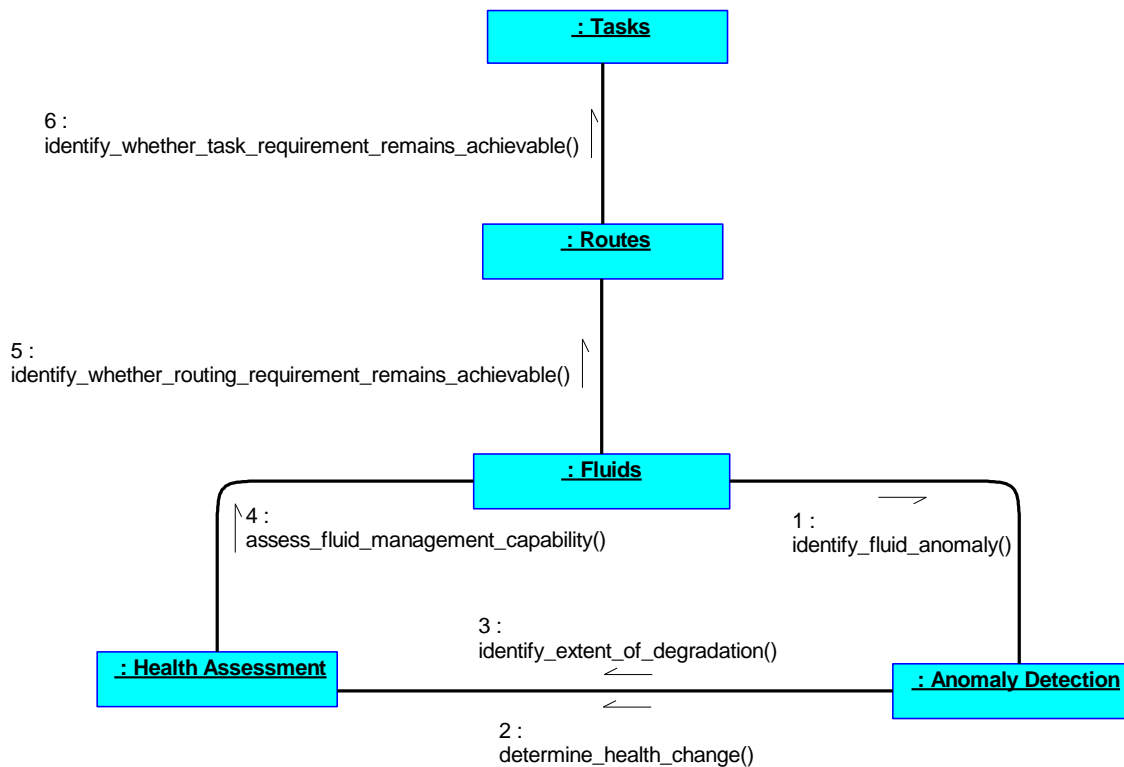 : Tasks
6 :
identify_whether_task_requirement_remains_achievable()
: Routes
5 :
identify_whether_routing_requirement_remains_achievable()
: Fluids
4 :
assess_fluid_management_capability()
1 :
identify_fluid_anomaly()
3 :
identify_extent_of_degradation()
: Health Assessment
: Anomaly Detection
2 :
determine_health_change()